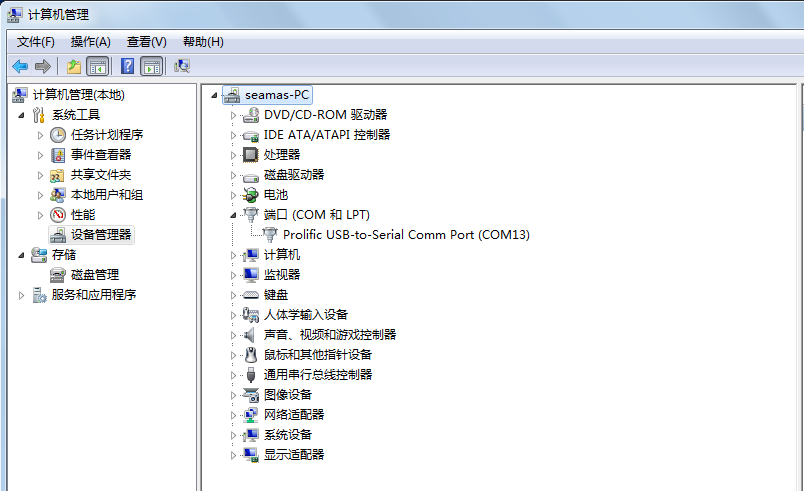 计算机管理
文件(F) 操作(A) 查看(V) 帮助(H)
计算机管理(本地)
系统工具
任务计划程序
事件查看器
共享文件夹
本地用户和组
性能
设备管理器
存储
磁盘管理
服务和应用程序
seamas-PC
DVD/CD-ROM 驱动器
IDE ATA/ATAPI 控制器
处理器
磁盘驱动器
电池
端口 (COM 和 LPT)
Prolific USB-to-Serial Comm Port (COM13)
计算机
监视器
键盘
人体学输入设备
声音、视频和游戏控制器
鼠标和其他指针设备
通用串行总线控制器
图像设备
网络适配器
系统设备
显示适配器